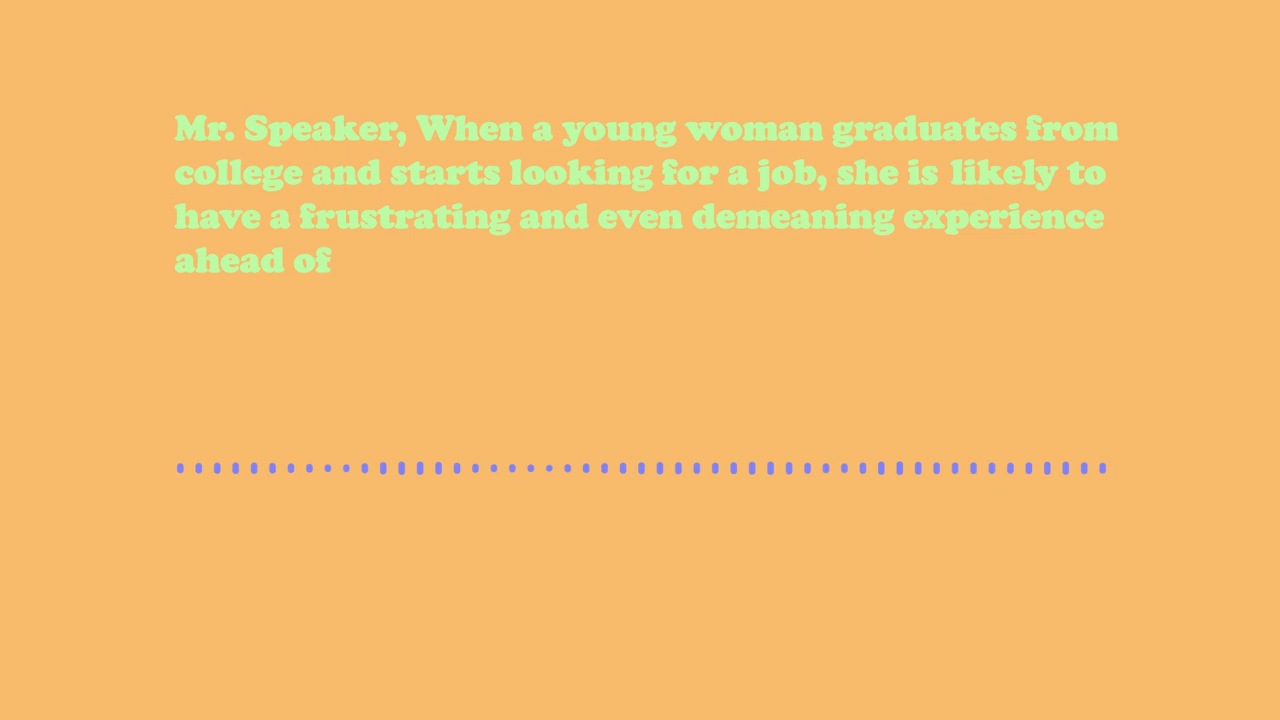 Mr. Speaker, When a young woman graduates from
college and starts looking for a job, she is likely to
have a frustrating and even demeaning experience
ahead of